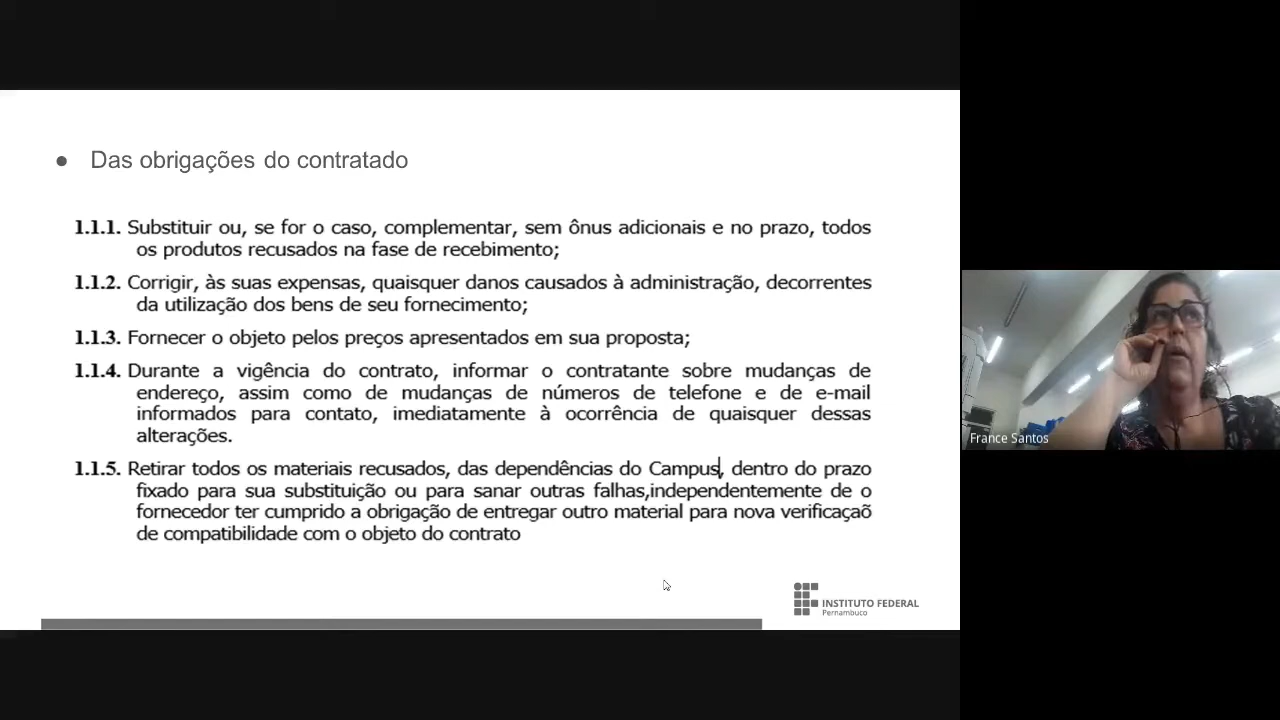 ● Das obrigações do contratado
1.1.1. Substituir ou, se for o caso, complementar, sem ônus adicionais e no prazo, todos
os produtos recusados na fase de recebimento;
1.1.2. Corrigir, às suas expensas, quaisquer danos causados à administração, decorrentes
da utilização dos bens de seu fornecimento;
1.1.3. Fornecer o objeto pelos preços apresentados em sua proposta;
1.1.4. Durante a vigência do contrato, informar o contratante sobre mudanças de
endereço, assim como de mudanças de números de telefone e de e-mail
informados para contato, imediatamente à ocorrência de quaisquer dessas
alterações.
1.1.5. Retirar todos os materiais recusados, das dependências do Campus, dentro do prazo
fixado para sua substituição ou para sanar outras falhas,independentemente de o
fornecedor ter cumprido a obrigação de entregar outro material para nova verificaçaõ
de compatibilidade com o objeto do contrato
INSTITUTO FEDERAL
Pernambuco
France Santos